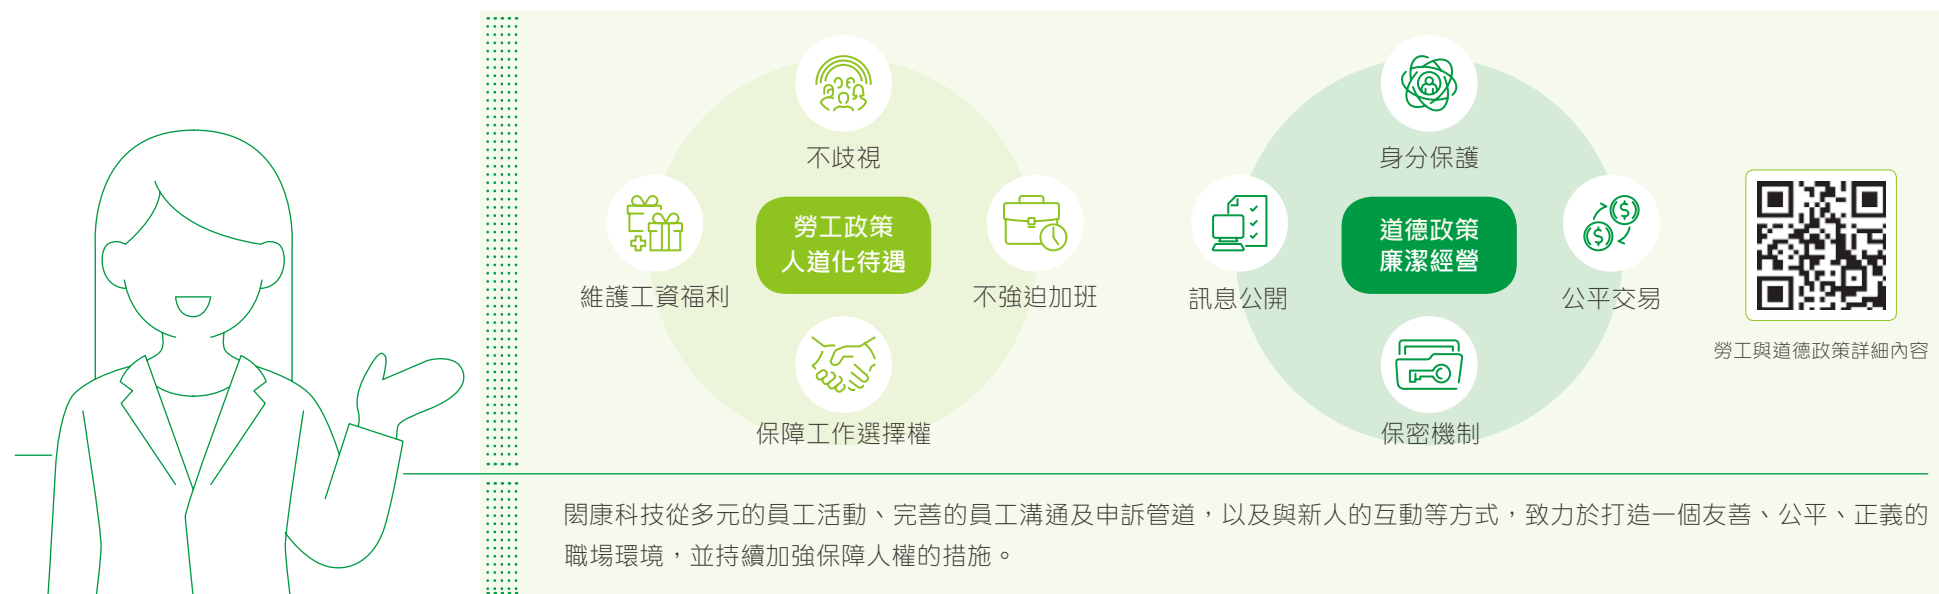 不歧視
勞工政策
人道化待遇
維護工資福利
不強迫加班
保障工作選擇權
身分保護
道德政策
廉潔經營
訊息公開
公平交易
保密機制
勞工與道德政策詳細內容
閎康科技從多元的員工活動、完善的員工溝通及申訴管道，以及與新人的互動等方式，致力於打造一個友善、公平、正義的
職場環境，並持續加強保障人權的措施。